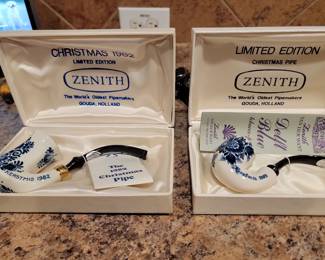 CHRISTMAS 1982
LIMITED EDITION
ZENITH
The World's Oldest Pipemakers
GOUDA, HOLLAND
1982
The
1982
Christmas
Pipe
LIMITED EDITION
CHRISTMAS PIPE
ZENITH
The World's Oldest Pipemakers
GOUDA, HOLLAND
Delft
Blue